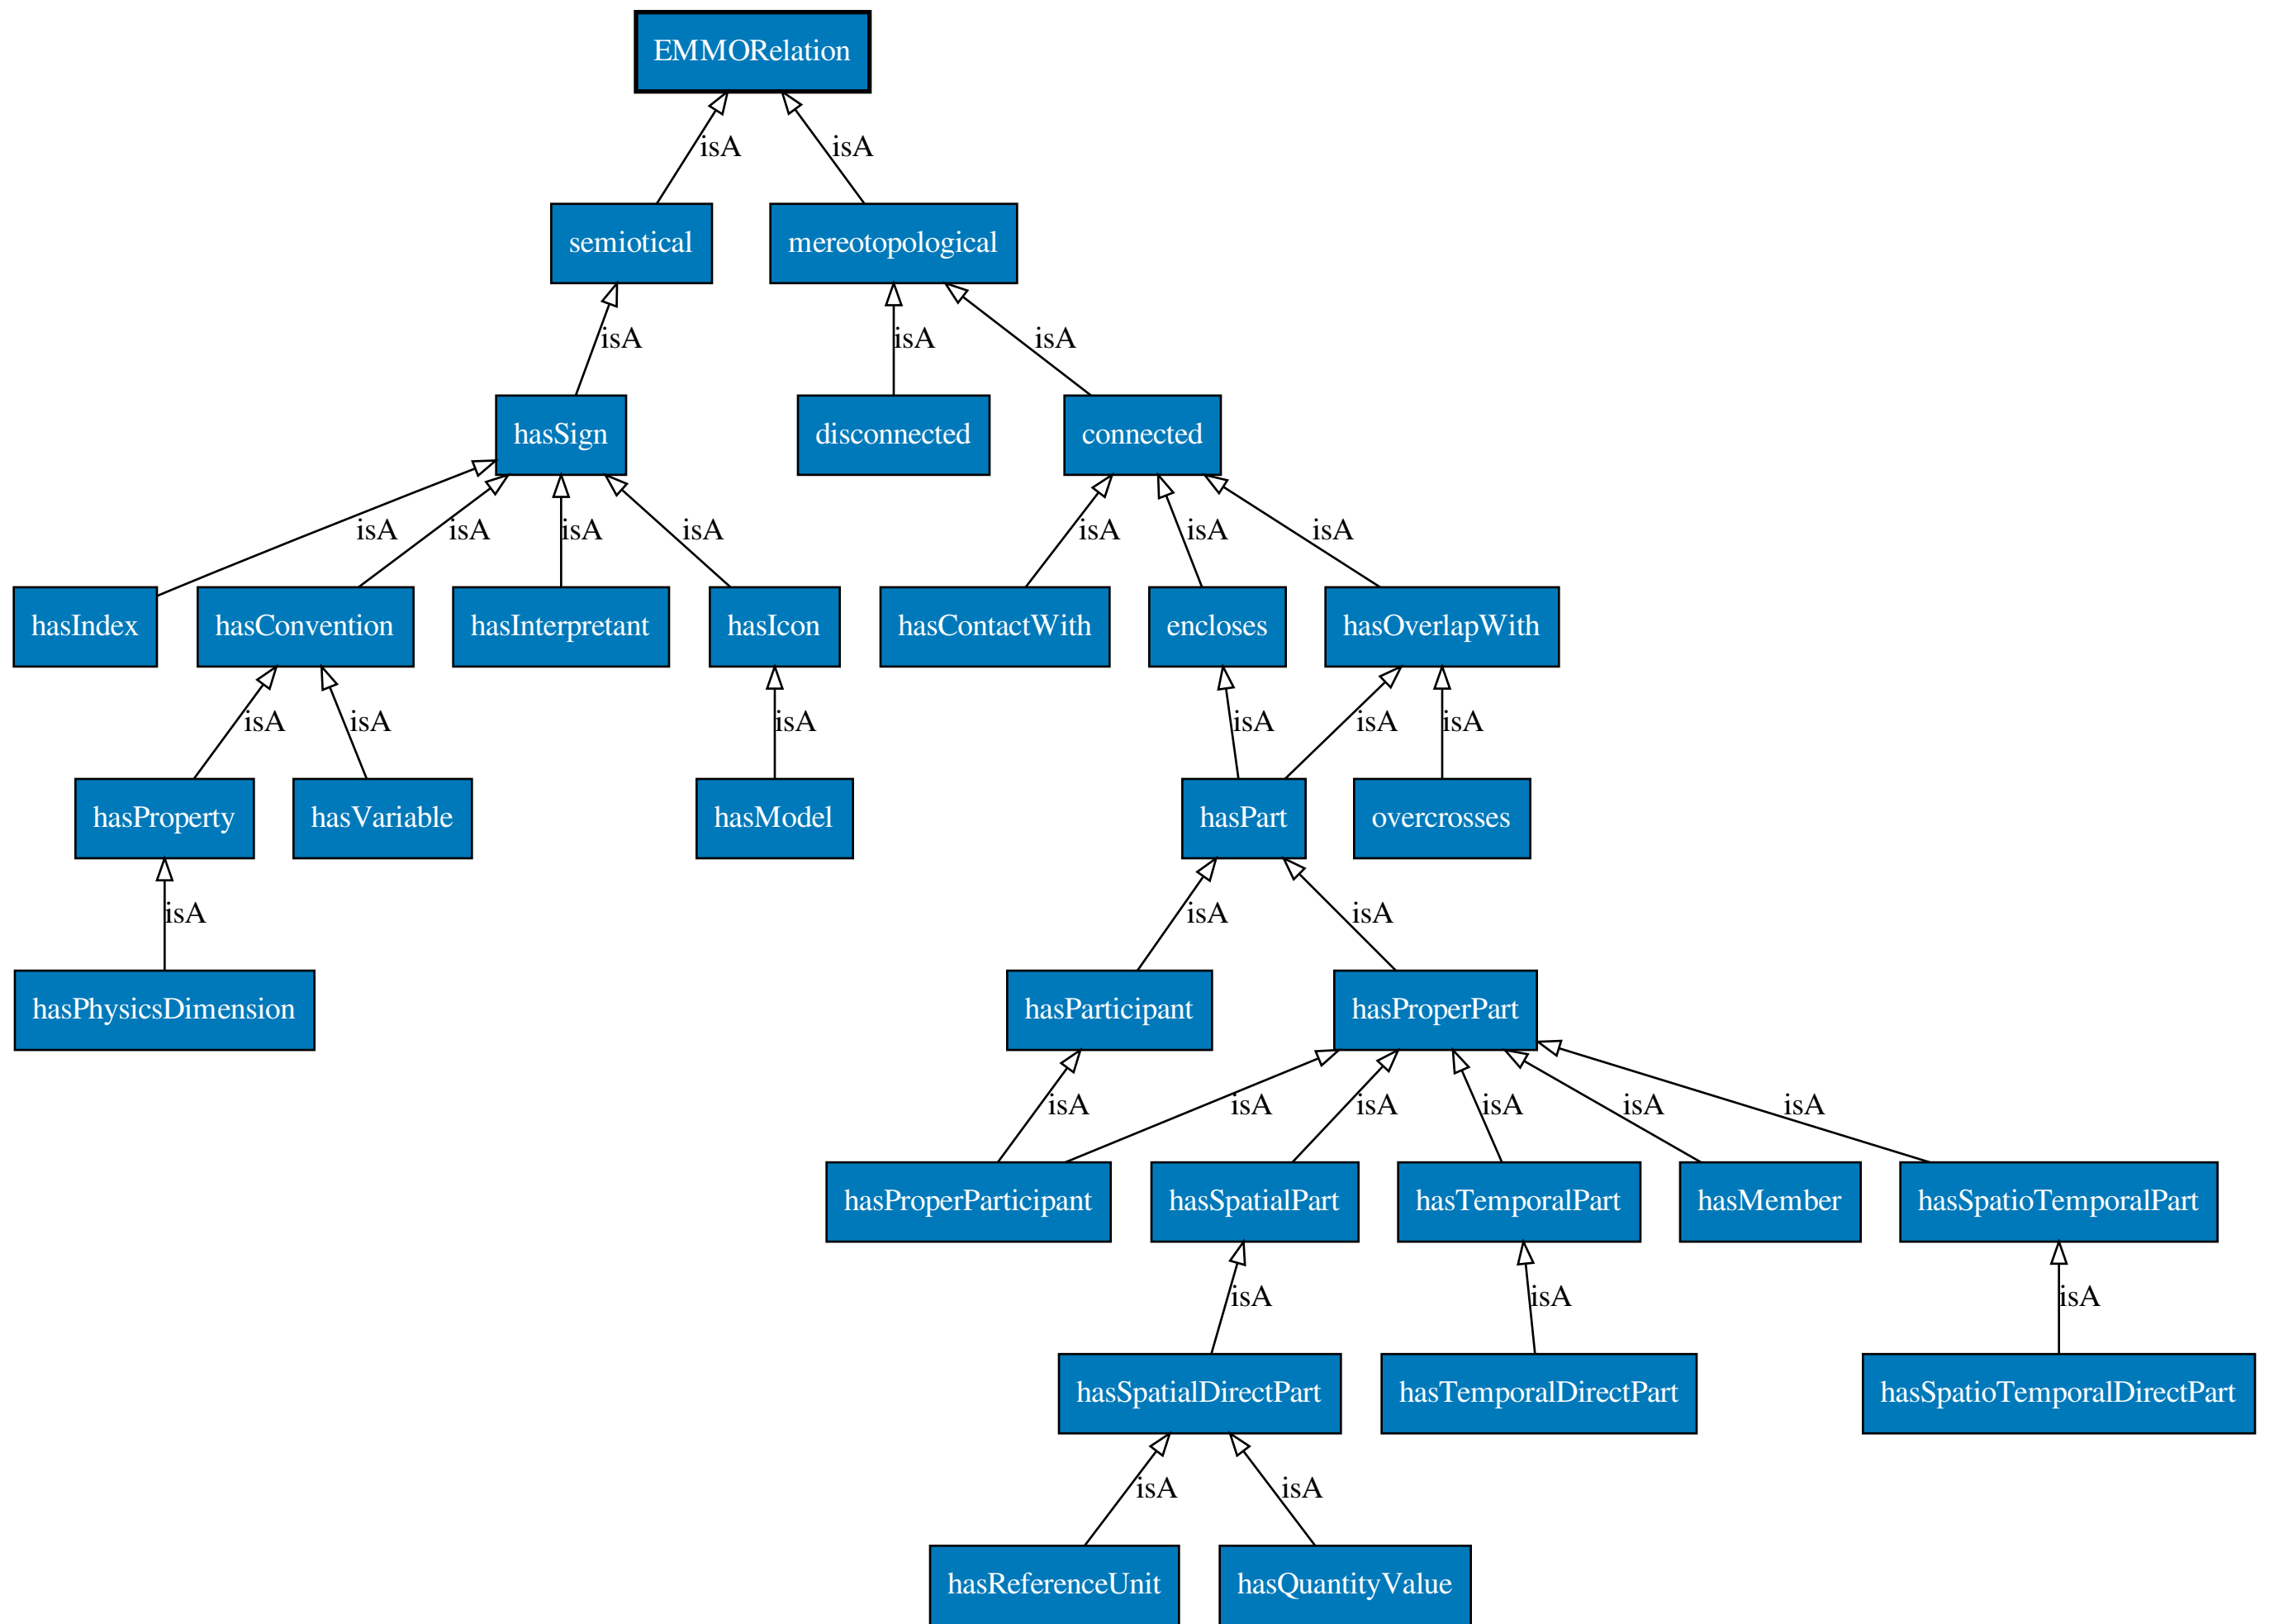 EMMORelation
isA isA
semiotical mereotopological
isA isA isA
hasSign disconnected connected
isA isA isA isA isA isA isA
hasIndex hasConvention hasInterpretant hasIcon hasContactWith encloses hasOverlapWith
isA isA isA isA isA isA
hasProperty hasVariable hasModel hasPart overcrosses
isA isA isA
hasPhysicsDimension hasParticipant hasProperPart
isA isA isA isA isA isA
hasProperParticipant hasSpatialPart hasTemporalPart hasMember hasSpatioTemporalPart
isA isA isA
hasSpatialDirectPart hasTemporalDirectPart hasSpatioTemporalDirectPart
isA isA
hasReferenceUnit hasQuantityValue